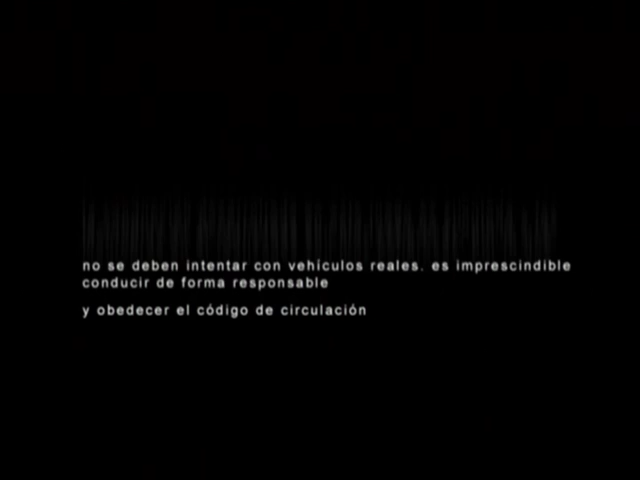 no se deben intentar con vehículos reales. es imprescindible
conducir de forma responsable
y obedecer el código de circulación